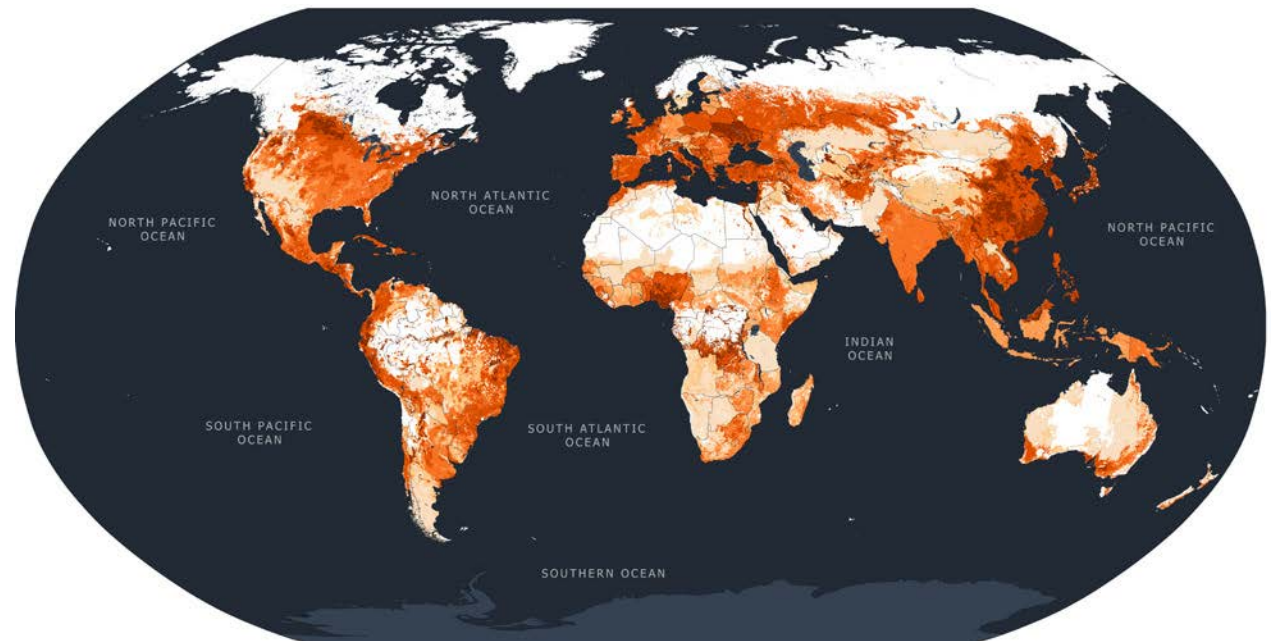 NORTH ATLANTIC
OCEAN
NORTH PACIFIC
OCEAN
NORTH PACIFIC
OCEAN
INDIAN
OCEAN
SOUTH PACIFIC
OCEAN
SOUTH ATLANTIC
OCEAN
SOUTHERN OCEAN